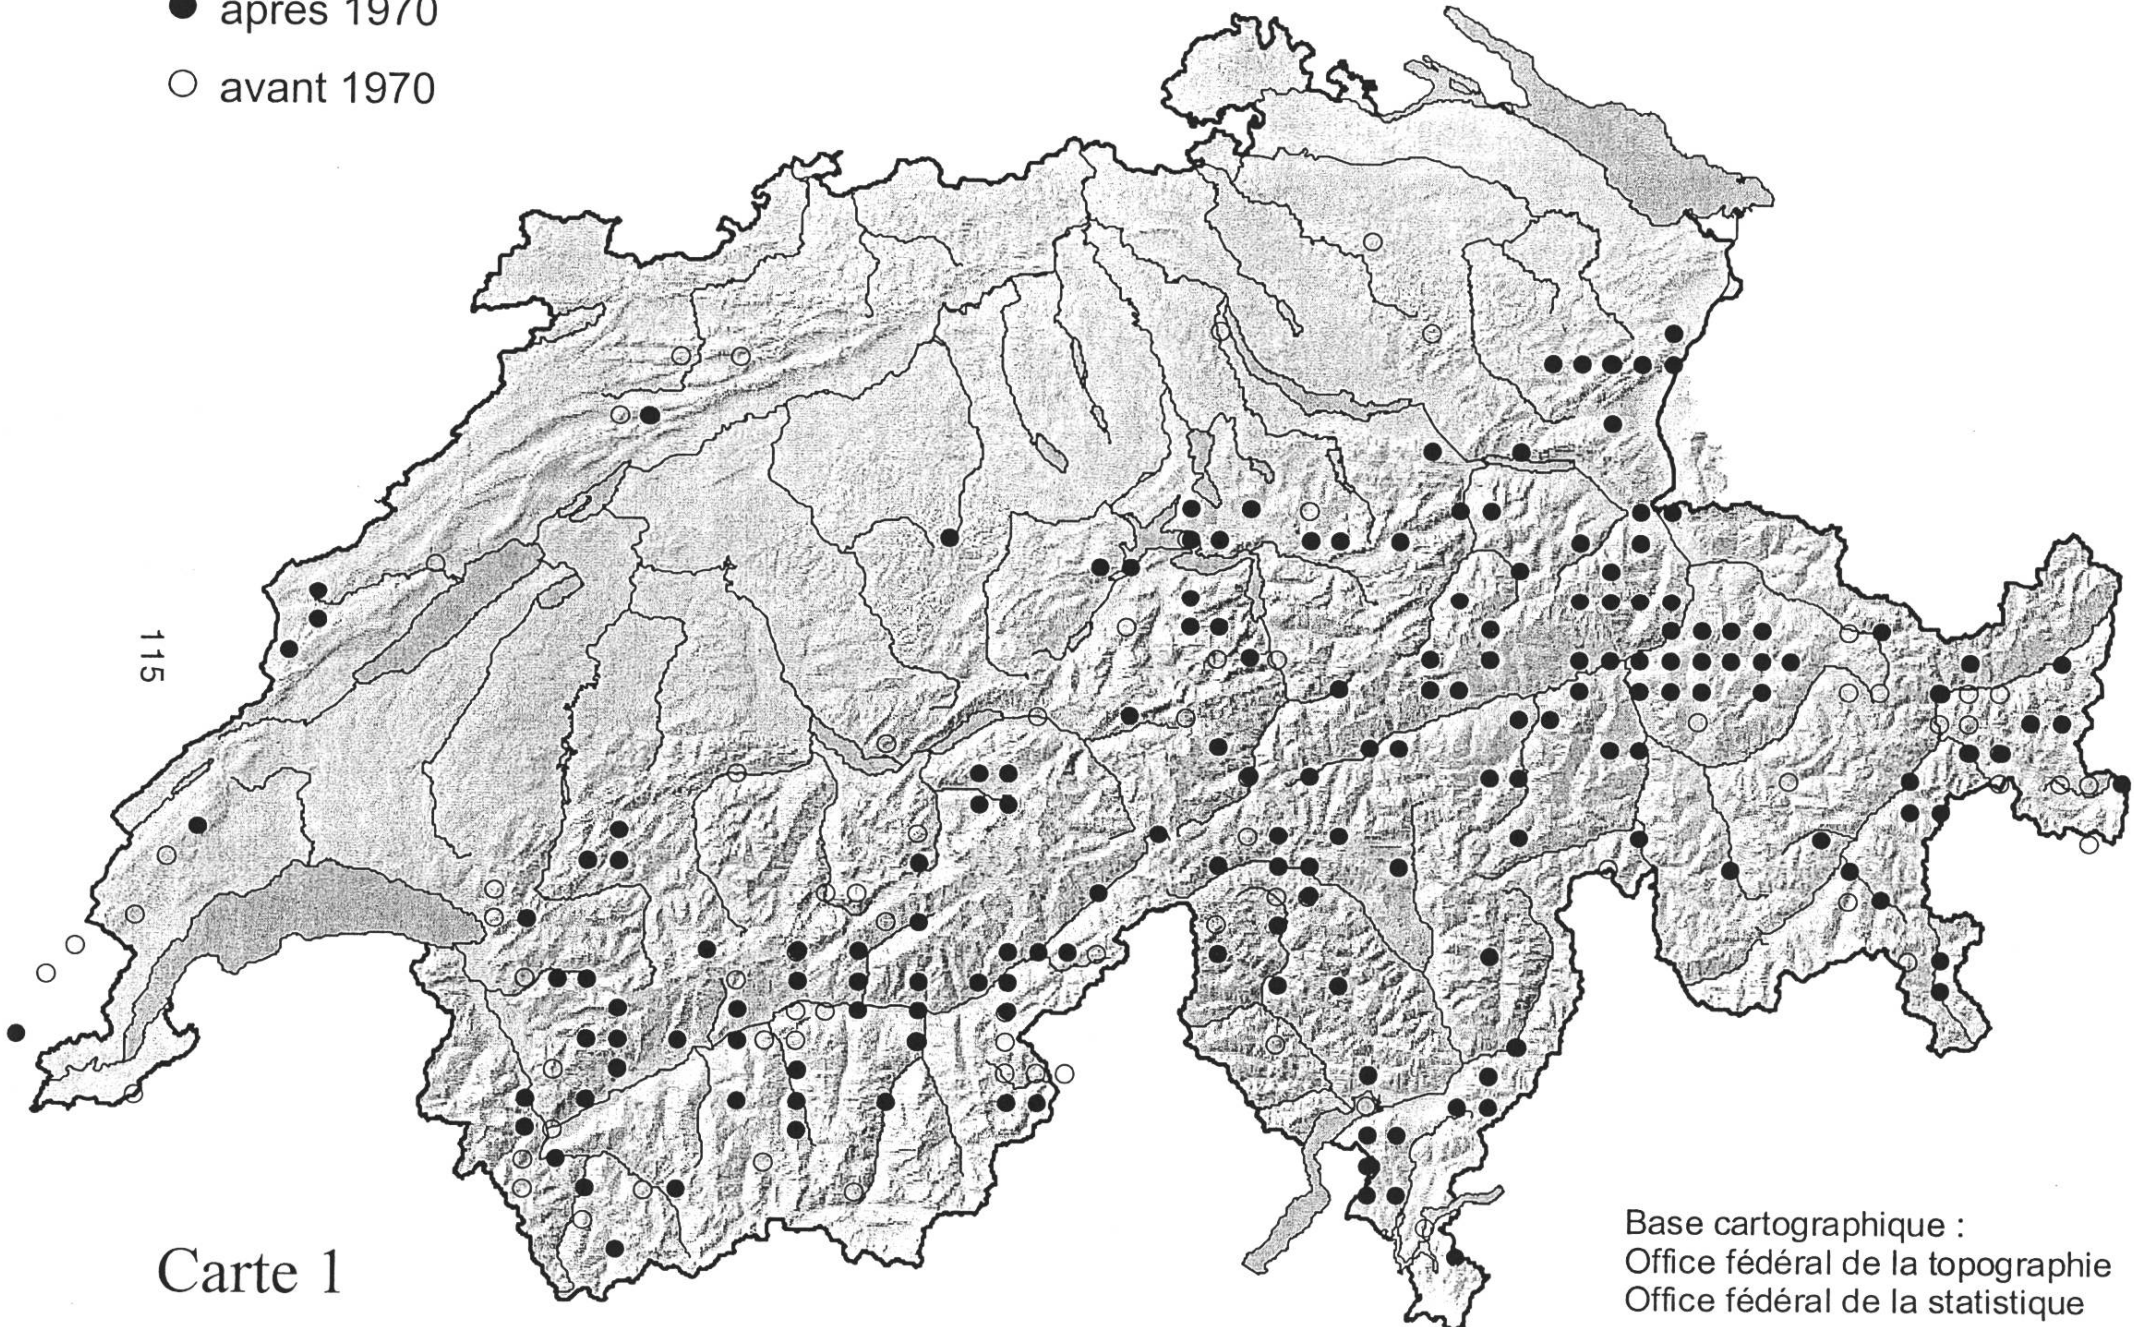 après 1970
avant 1970
115
Carte 1
Base cartographique :
Office fédéral de la topographie
Office fédéral de la statistique